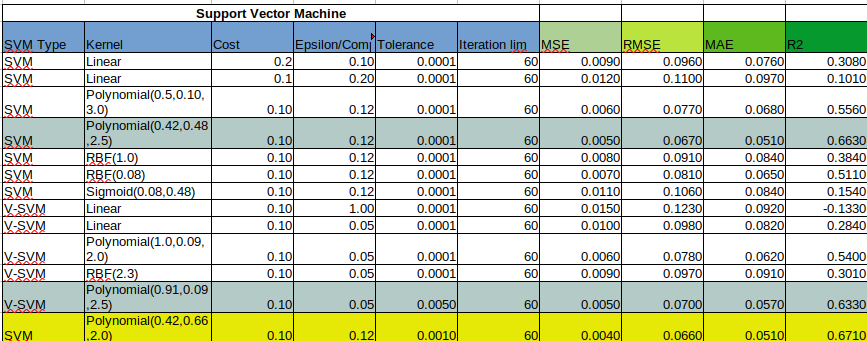 Support Vector Machine
SVM Type Kernel Cost Epsilon/Comp Tolerance Iteration lim MSE RMSE MAE R2
SVM Linear 0.2 0.10 0.0001 60 0.0090 0.0960 0.0760 0.3080
SVM Linear 0.1 0.20 0.0001 60 0.0120 0.1100 0.0970 0.1010
Polynomial(0.5,0.10,
SVM 3.0) 0.10 0.12 0.0001 60 0.0060 0.0770 0.0680 0.5560
Polynomial(0.42,0.48
SVM ,2.5) 0.10 0.12 0.0001 60 0.0050 0.0670 0.0510 0.6630
SVM RBF(1.0) 0.10 0.12 0.0001 60 0.0080 0.0910 0.0840 0.3840
SVM RBF(0.08) 0.10 0.12 0.0001 60 0.0070 0.0810 0.0650 0.5110
SVM Sigmoid(0.08,0.48) 0.10 0.12 0.0001 60 0.0110 0.1060 0.0840 0.1540
V-SVM Linear 0.10 1.00 0.0001 60 0.0150 0.1230 0.0920 -0.1330
V-SVM Linear 0.10 0.05 0.0001 60 0.0100 0.0980 0.0820 0.2840
Polynomial(1.0,0.09,
V-SVM 2.0) 0.10 0.05 0.0001 60 0.0060 0.0780 0.0620 0.5400
V-SVM RBF(2.3) 0.10 0.05 0.0001 60 0.0090 0.0970 0.0910 0.3010
Polynomial(0.91,0.09
V-SVM ,2.5) 0.10 0.05 0.0050 60 0.0050 0.0700 0.0570 0.6330
Polynomial(0.42,0.66
SVM ,2.0) 0.10 0.12 0.0010 60 0.0040 0.0660 0.0510 0.6710